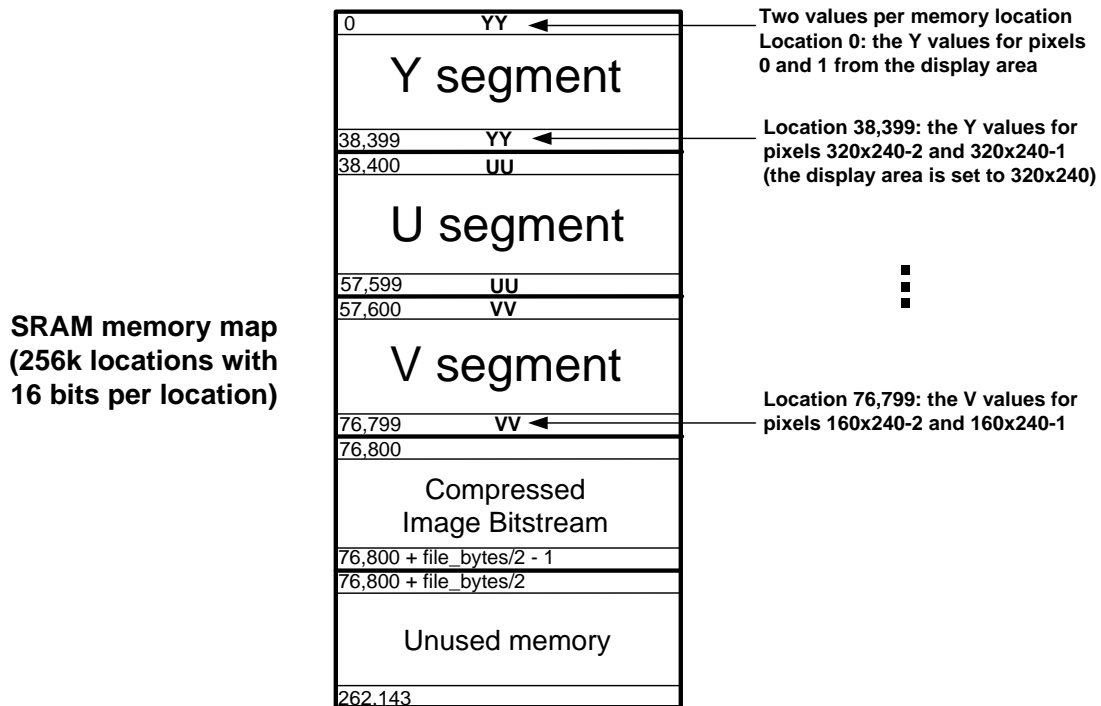 SRAM memory map
(256k locations with
16 bits per location)
0 YY
Y segment
38,399 YY
38,400 UU
U segment
57,599 UU
57,600 VV
V segment
76,799 VV
76,800
Compressed
Image Bitstream
76,800 + file_bytes/2 - 1
76,800 + file_bytes/2
Unused memory
262,143
Two values per memory location
Location 0: the Y values for pixels
0 and 1 from the display area
Location 38,399: the Y values for
pixels 320x240-2 and 320x240-1
(the display area is set to 320x240)
Location 76,799: the V values for
pixels 160x240-2 and 160x240-1